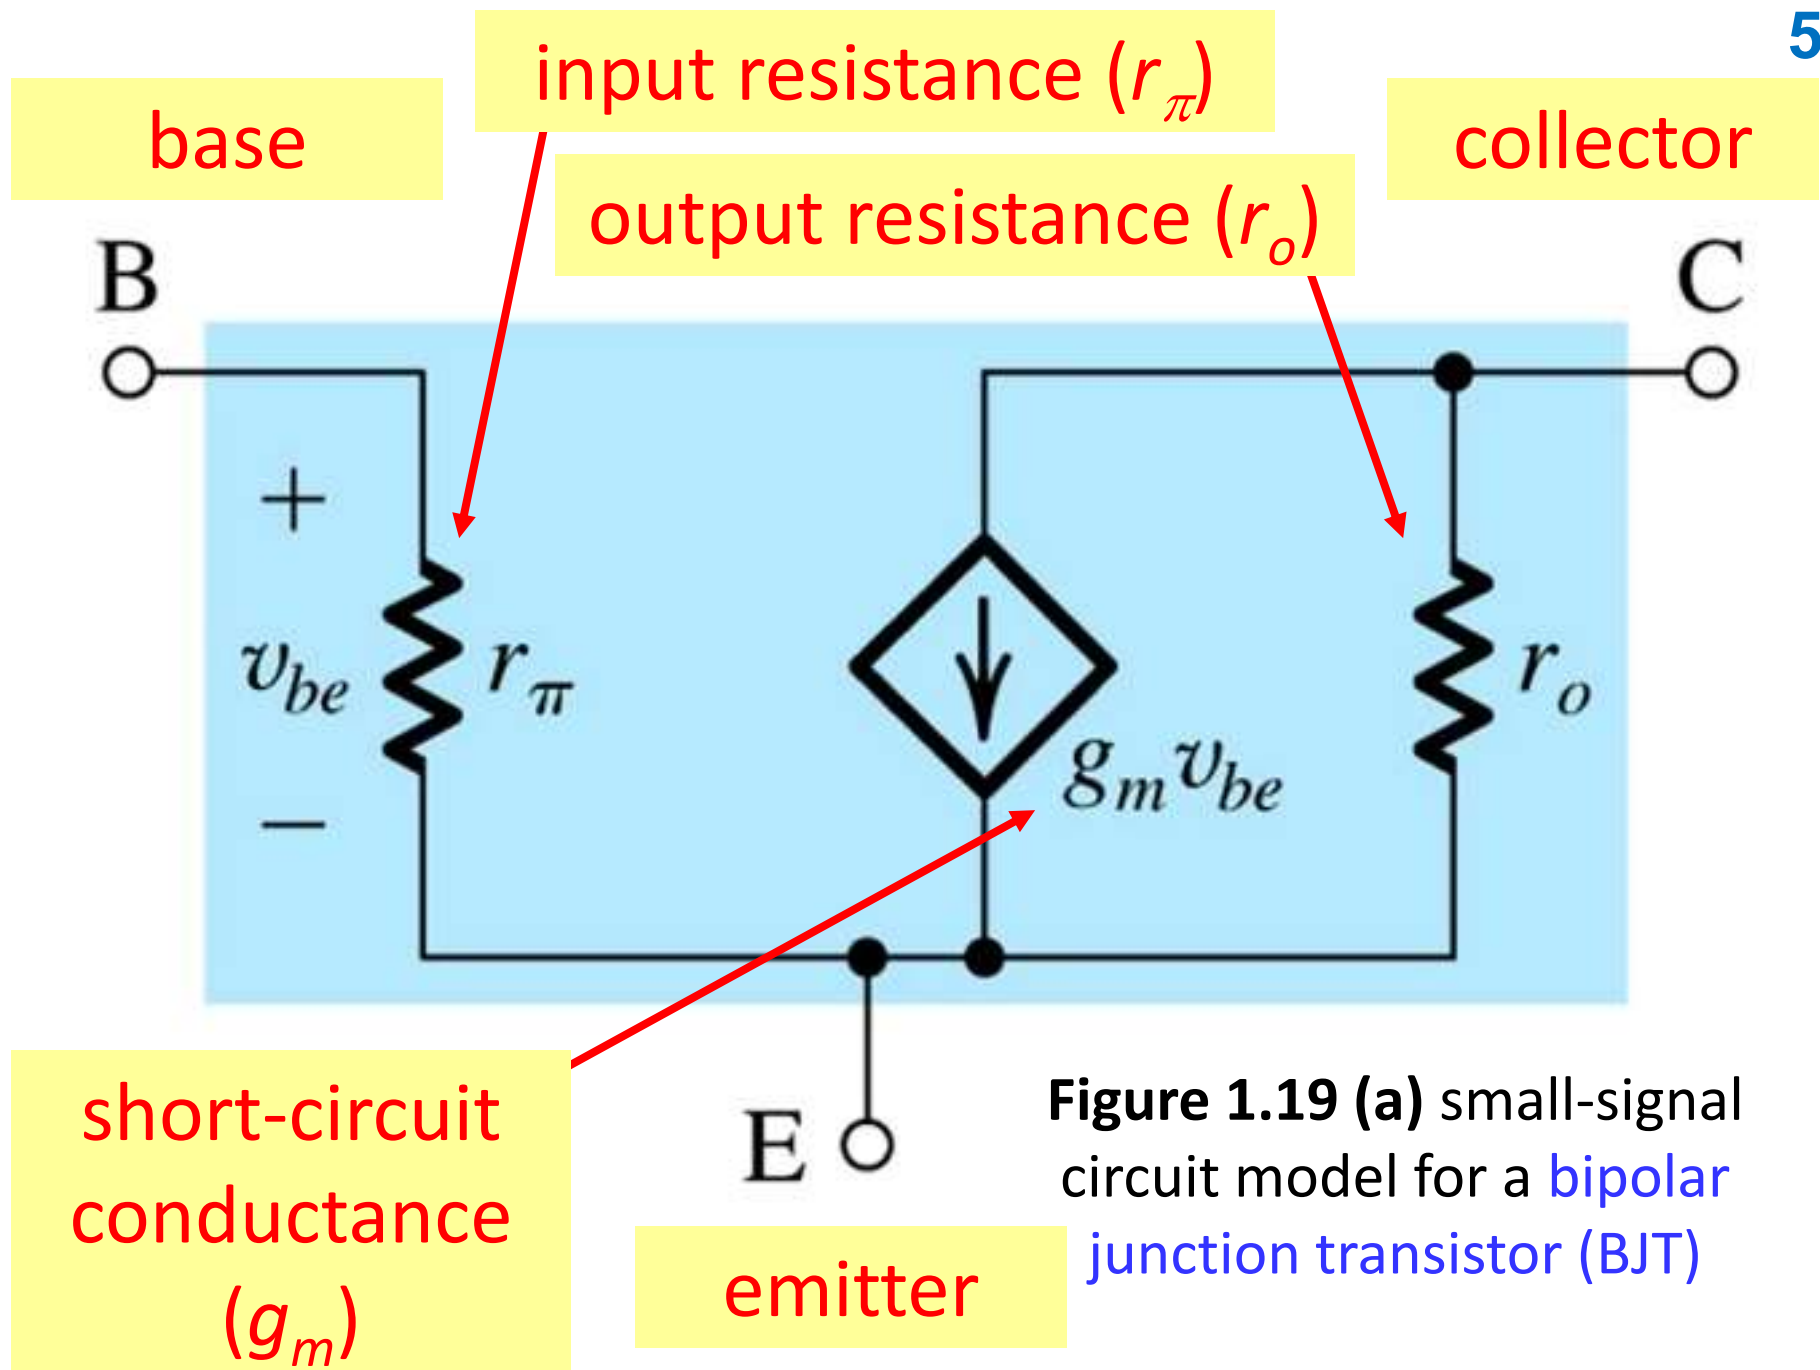 5
input resistance (rπ)
base
collector
output resistance (ro)
B
C
+
vbe
rπ
ro
gmvbe
−
short-circuit
conductance
(gm)
E
emitter
Figure 1.19 (a) small-signal
circuit model for a bipolar
junction transistor (BJT)